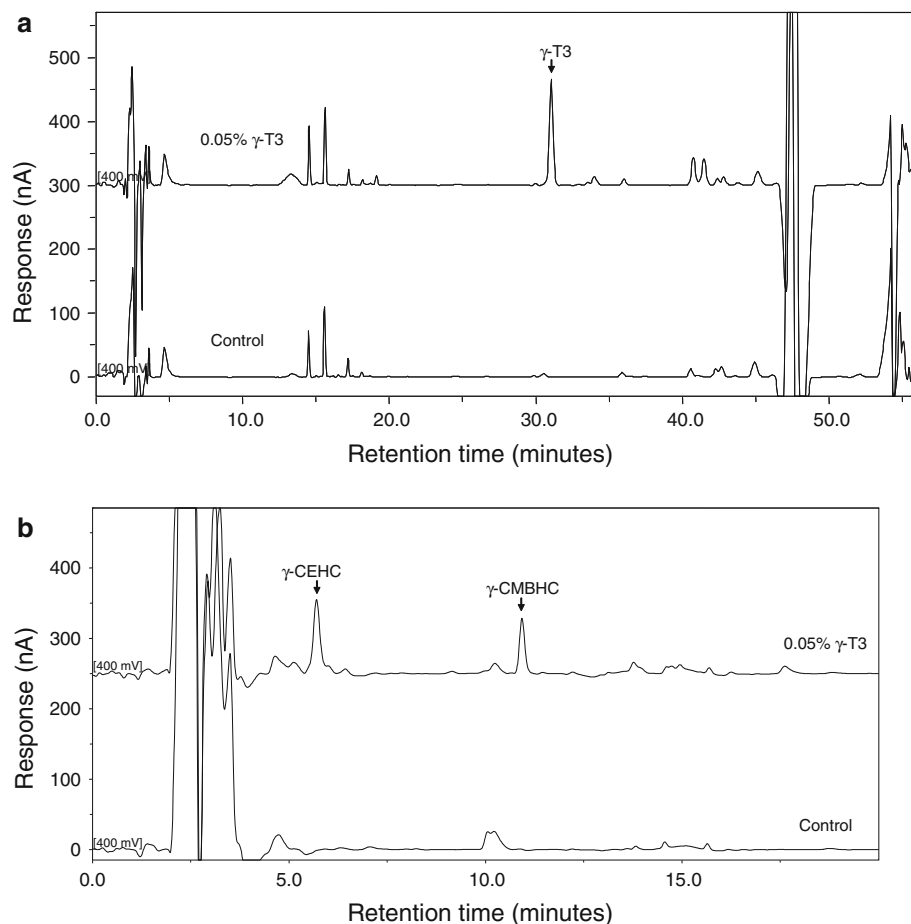 a
500
400
300
200
100
0
Response (nA)
γ-T3
0.05% γ-T3
[400 mV]
Control
[400 mV]
0.0 10.0 20.0 30.0 40.0 50.0
Retention time (minutes)
b
400
300
200
100
0
Response (nA)
γ-CEHC
γ-CMBHC
0.05% γ-T3
[400 mV]
Control
[400 mV]
0.0 5.0 10.0 15.0
Retention time (minutes)